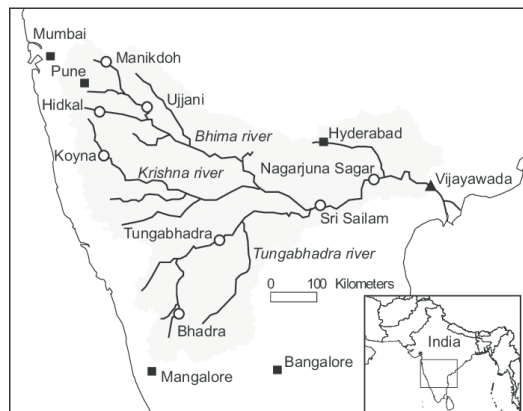 Mumbai
Manikdoh
Pune
Ujjani
Hidkal
Bhima river
Hyderabad
Koyna
Krishna river
Nagarjuna Sagar
Vijayawada
Sri Sailam
Tungabhadra
Tungabhadra river
0 100 Kilometers
Bhadra
India
Mangalore
Bangalore